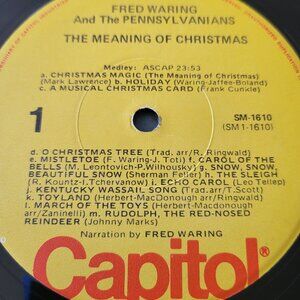 FRED WARING
And The PENNSYLVANIANS
THE MEANING OF CHRISTMAS
Medley: ASCAP 23:53
a. CHRISTMAS MAGIC (The Meaning of Christmas)
(Mark Lawrence) b. HOLIDAY (Waring-Jaffee-Boland)
c. A MUSICAL CHRISTMAS CARD (Frank Cunkle)
1
SM-1610
(SM 1-1610)
d. O CHRISTMAS TREE (Trad. arr/R. Ringwald)
e. MISTLETOE (F. Waring-J. Toti) f. CAROL OF THE
BELLS (M. Leontovich-P. Wilhousky) g. SNOW, SNOW,
BEAUTIFUL SNOW (Sherman Feller) h. THE SLEIGH
(R. Kountz-I. Tchervanow) i. ECHO CAROL (Leo Tellep)
j. KENTUCKY WASSAIL SONG (Trad-arr/T. Scott)
k. TOYLAND (Herbert-MacDonough-arr/R. Ringwald)
l. MARCH OF THE TOYS (Herbert-Macdonough
arr/Zaninelli) m. RUDOLPH, THE RED-NOSED
REINDEER (Johnny Marks)
Narration by FRED WARING
Capitol